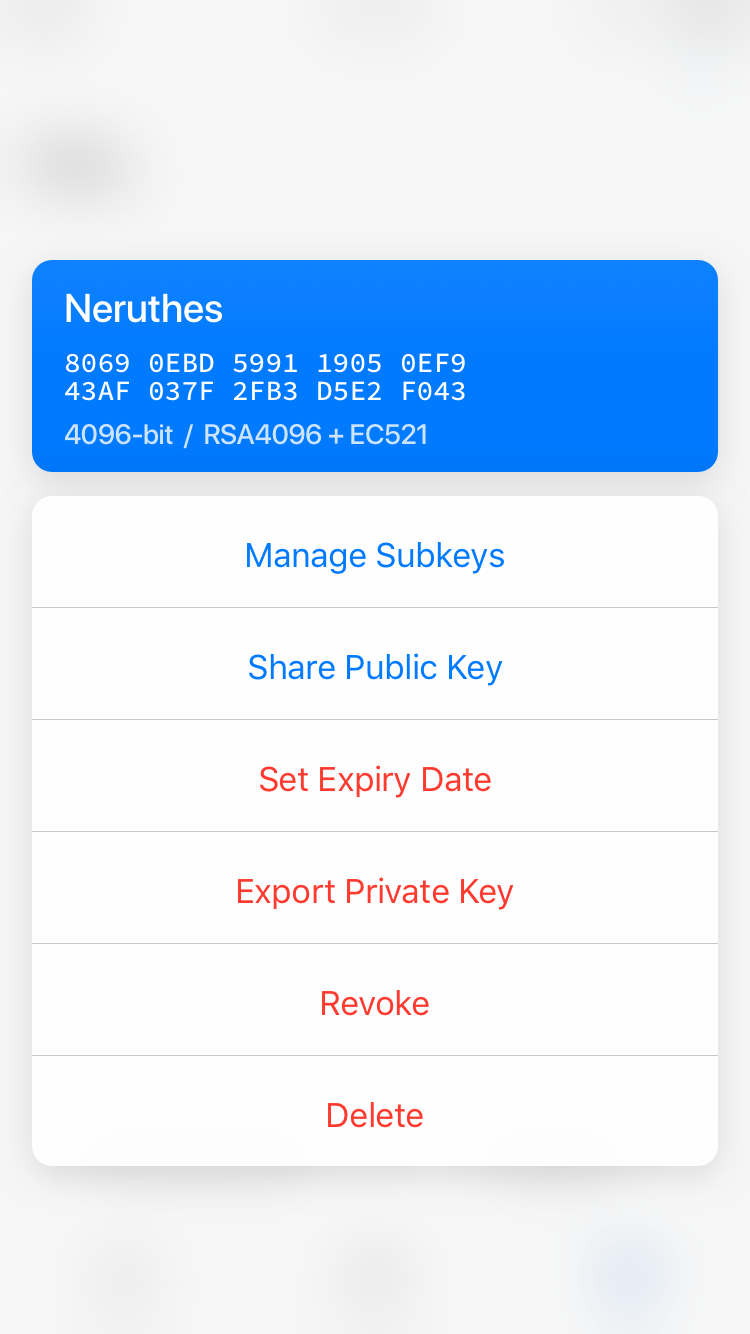 Neruthes
8069 0EBD 5991 1905 0EF9
43AF 037F 2FB3 D5E2 F043
4096-bit / RSA4096 + EC521
Manage Subkeys
Share Public Key
Set Expiry Date
Export Private Key
Revoke
Delete